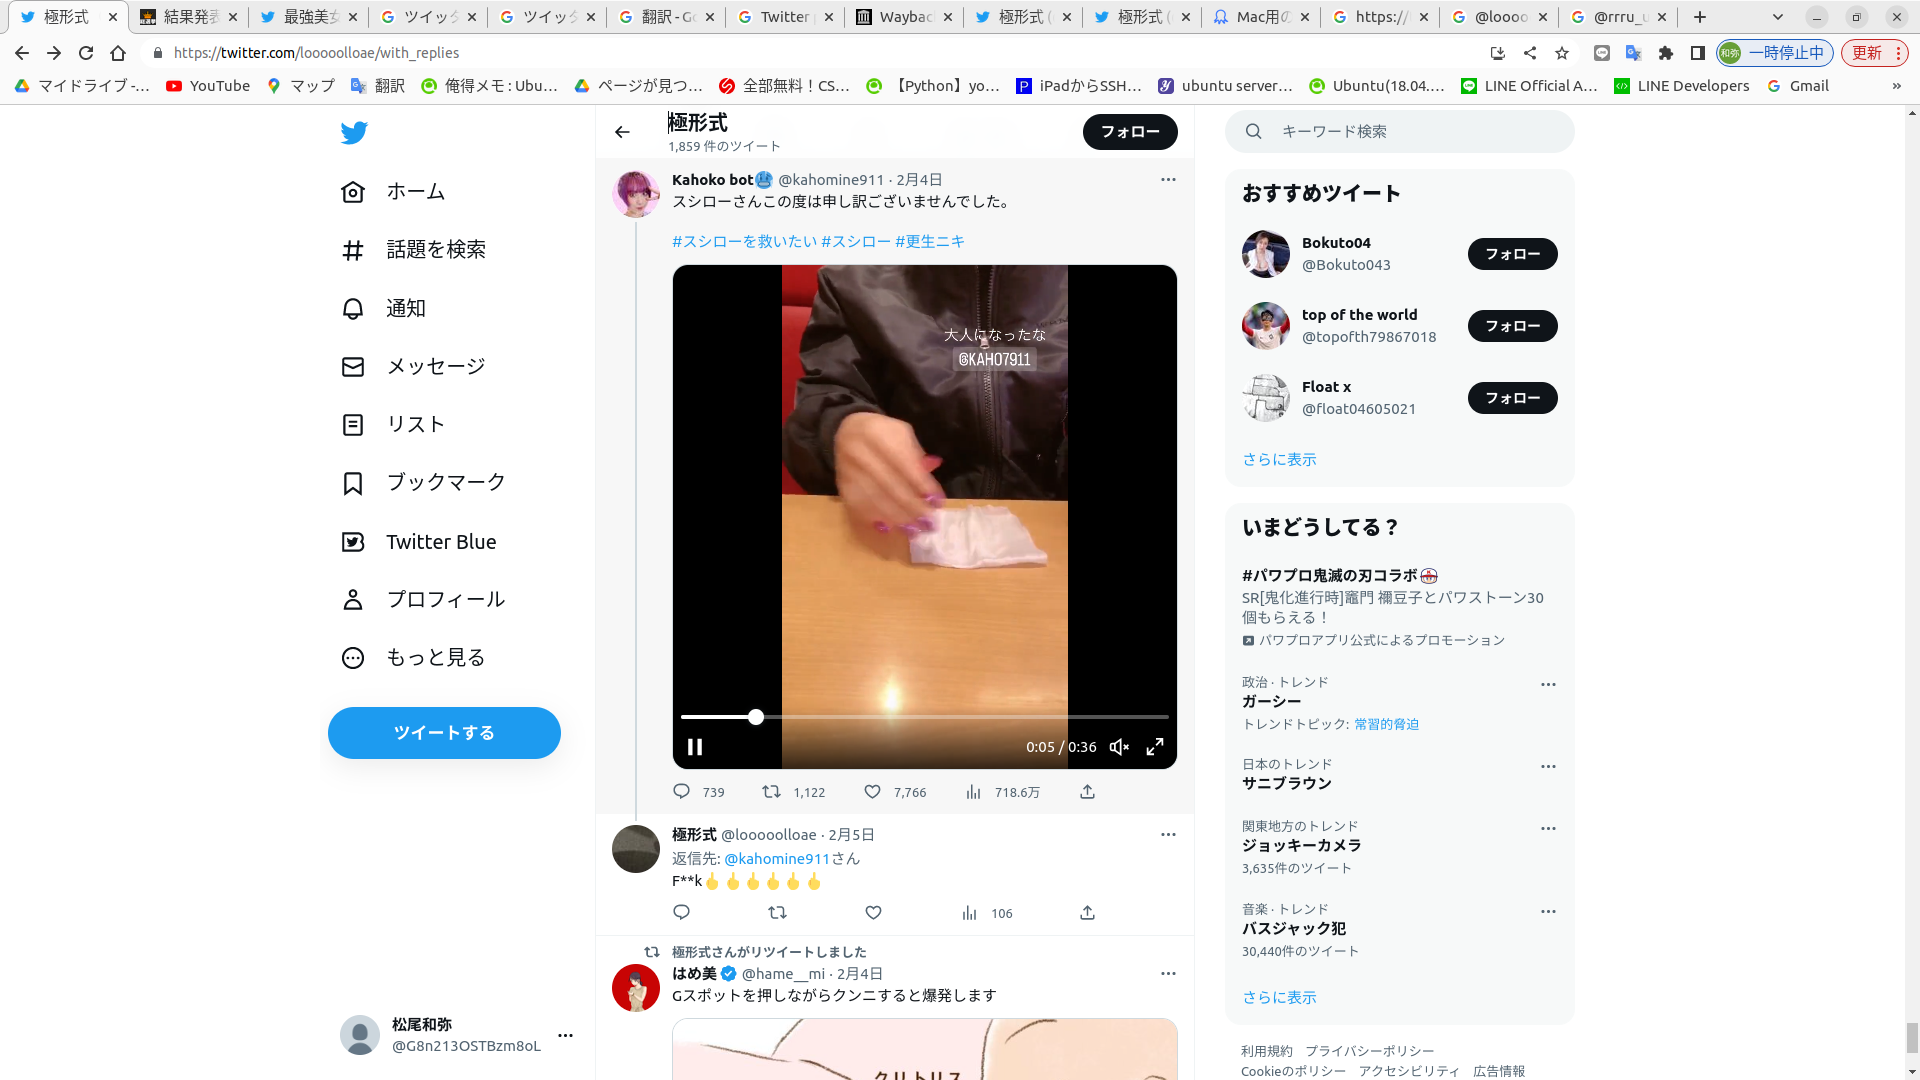 極形式
結果発表
最強美女
ツイッタ
ツイッタ
翻訳 - Go
Twitter p
Waybac
極形式 (
極形式 (
Mac用の
https://t
@loooo
@rrru_u
https://twitter.com/looooolloae/with_replies
和弥 一時停止中
更新
マイドライブ -...
YouTube
マップ
翻訳
俺得メモ : Ubu...
ページが見つ...
全部無料！CS...
【Python】yo...
iPadからSSH...
ubuntu server...
Ubuntu(18.04....
LINE Official A...
LINE Developers
Gmail
»
ホーム
話題を検索
通知
メッセージ
リスト
ブックマーク
Twitter Blue
プロフィール
もっと見る
ツイートする
松尾和弥
@G8n213OSTBzm8oL
極形式
1,859 件のツイート
フォロー
Kahoko bot🥶 @kahomine911 · 2月4日
スシローさんこの度は申し訳ございませんでした。
#スシローを救いたい #スシロー #更生ニキ
大人になったな
@KAHO7911
0:05 / 0:36
739 1,122 7,766 718.6万
極形式 @looooolloae · 2月5日
返信先: @kahomine911さん
F**k🖕🖕🖕🖕🖕🖕
106
極形式さんがリツイートしました
はめ美 @hame__mi · 2月4日
Gスポットを押しながらクンニすると爆発します
クリトリス
キーワード検索
おすすめツイート
Bokuto04
@Bokuto043
フォロー
top of the world
@topofth79867018
フォロー
Float x
@float04605021
フォロー
さらに表示
いまどうしてる？
#パワプロ鬼滅の刃コラボ
SR[鬼化進行時]竈門 禰豆子とパワストーン30
個もらえる！
パワプロアプリ公式によるプロモーション
政治 · トレンド
ガーシー
トレンドトピック: 常習的脅迫
日本のトレンド
サニブラウン
関東地方のトレンド
ジョッキーカメラ
3,635件のツイート
音楽 · トレンド
バスジャック犯
30,440件のツイート
さらに表示
利用規約 プライバシーポリシー
Cookieのポリシー アクセシビリティ 広告情報